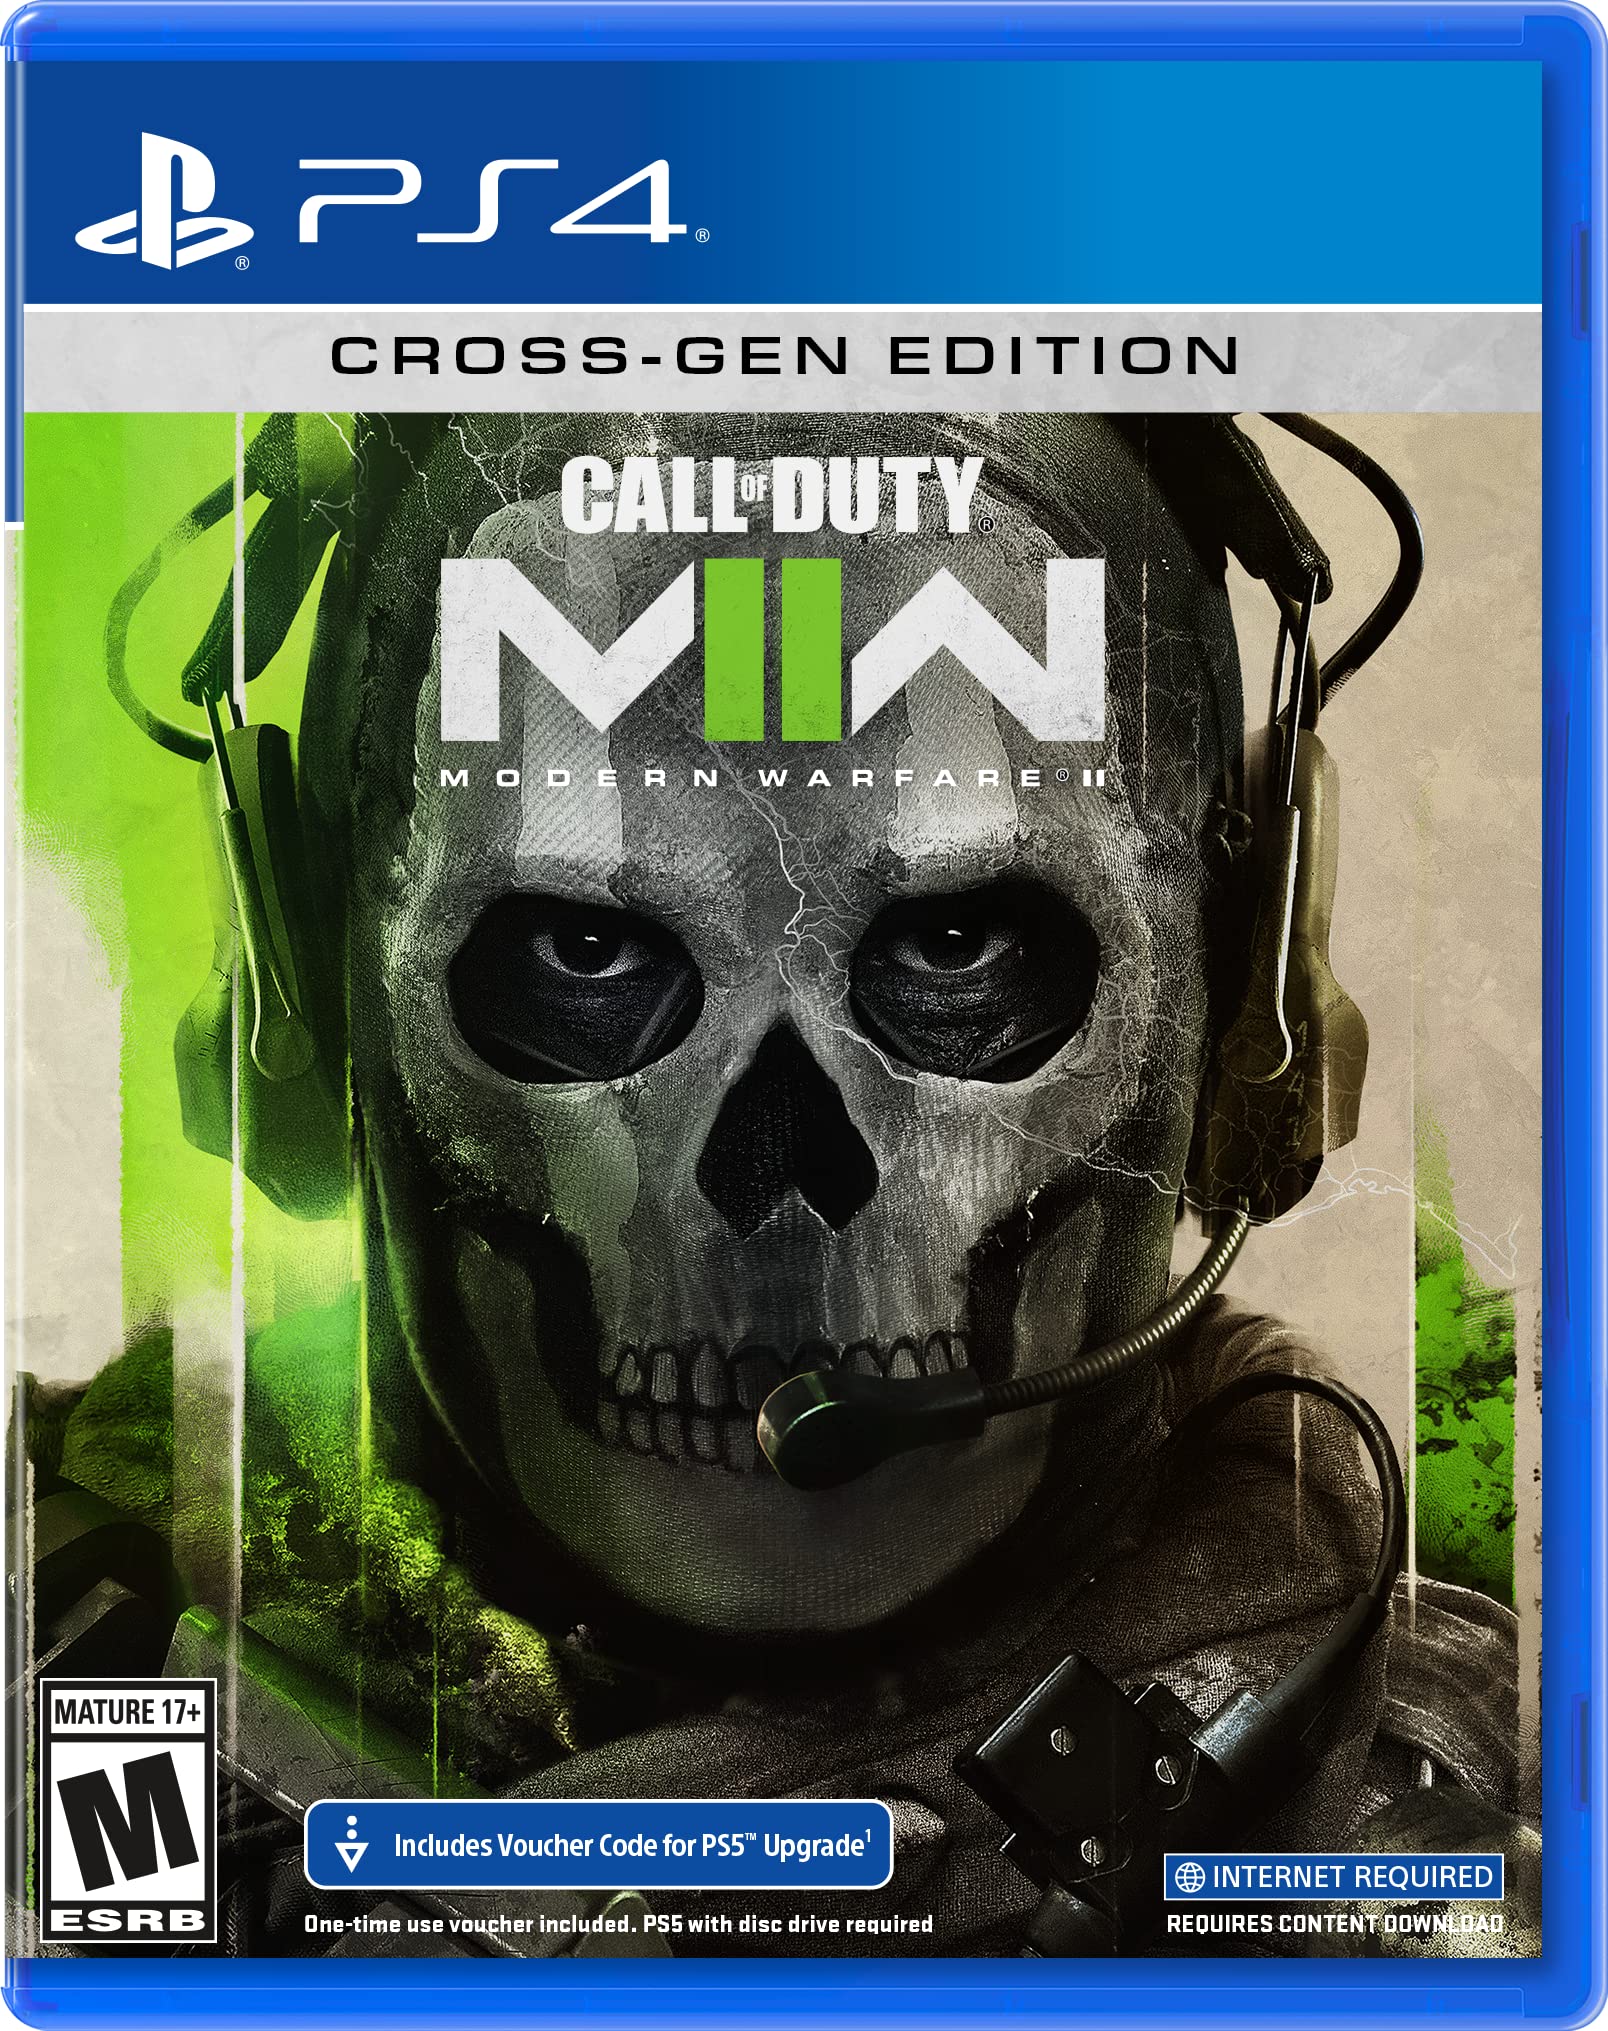 PS4®
CROSS-GEN EDITION
CALL OF DUTY®
MIIW
MODERN WARFARE® II
MATURE 17+
M
ESRB
Includes Voucher Code for PS5™ Upgrade¹
One-time use voucher included. PS5 with disc drive required
INTERNET REQUIRED
REQUIRES CONTENT DOWNLOAD